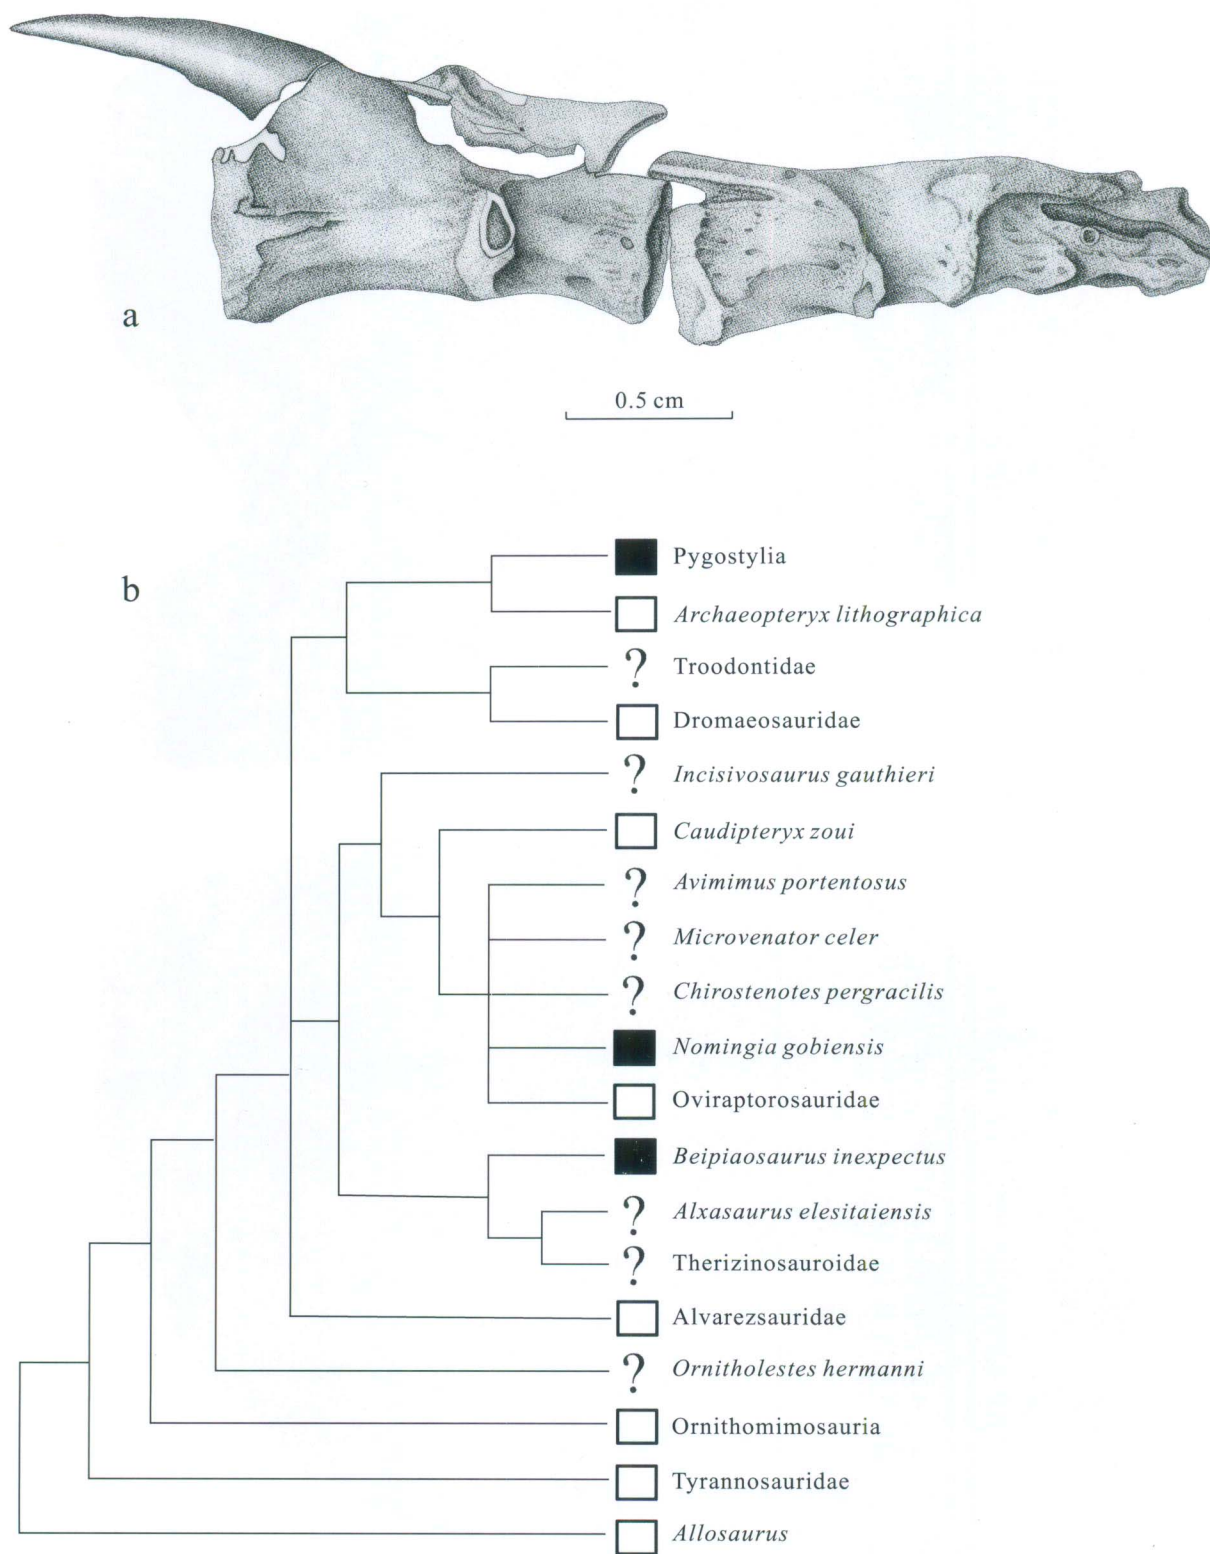 a
0.5 cm
b
Pygostylia
Archaeopteryx lithographica
? Troodontidae
Dromaeosauridae
? Incisivosaurus gauthieri
Caudipteryx zoui
? Avimimus portentosus
? Microvenator celer
? Chirostenotes pergracilis
Nomingia gobiensis
Oviraptorosauridae
Beipiaosaurus inexpectus
? Alxasaurus elesitaiensis
? Therizinosauroidae
Alvarezsauridae
? Ornitholestes hermanni
Ornithomimosauria
Tyrannosauridae
Allosaurus